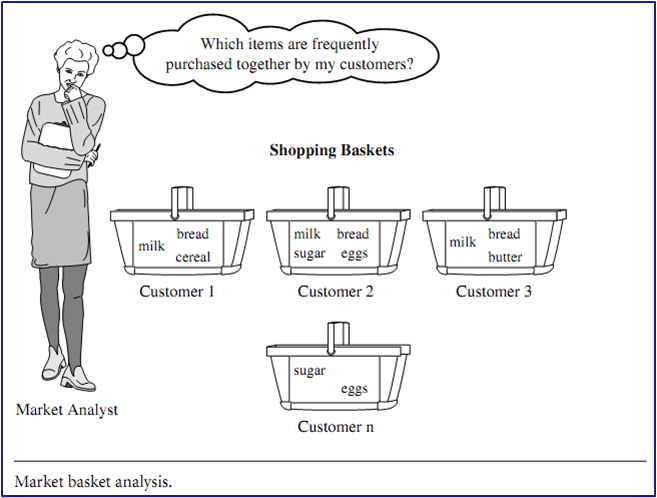 Which items are frequently
purchased together by my customers?
Shopping Baskets
milk
bread
cereal
Customer 1
milk bread
sugar eggs
Customer 2
milk
bread
butter
Customer 3
sugar
eggs
Customer n
Market Analyst
Market basket analysis.